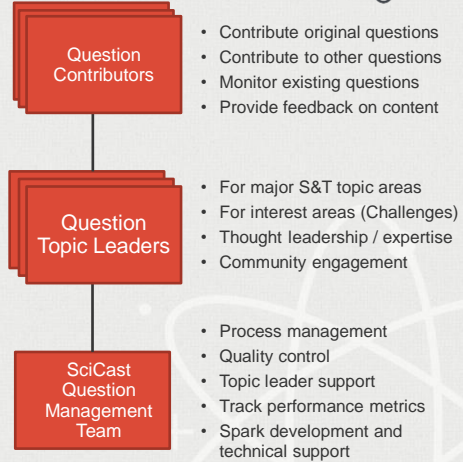 Question
Contributors
• Contribute original questions
• Contribute to other questions
• Monitor existing questions
• Provide feedback on content
Question
Topic Leaders
• For major S&T topic areas
• For interest areas (Challenges)
• Thought leadership / expertise
• Community engagement
SciCast
Question
Management
Team
• Process management
• Quality control
• Topic leader support
• Track performance metrics
• Spark development and
technical support